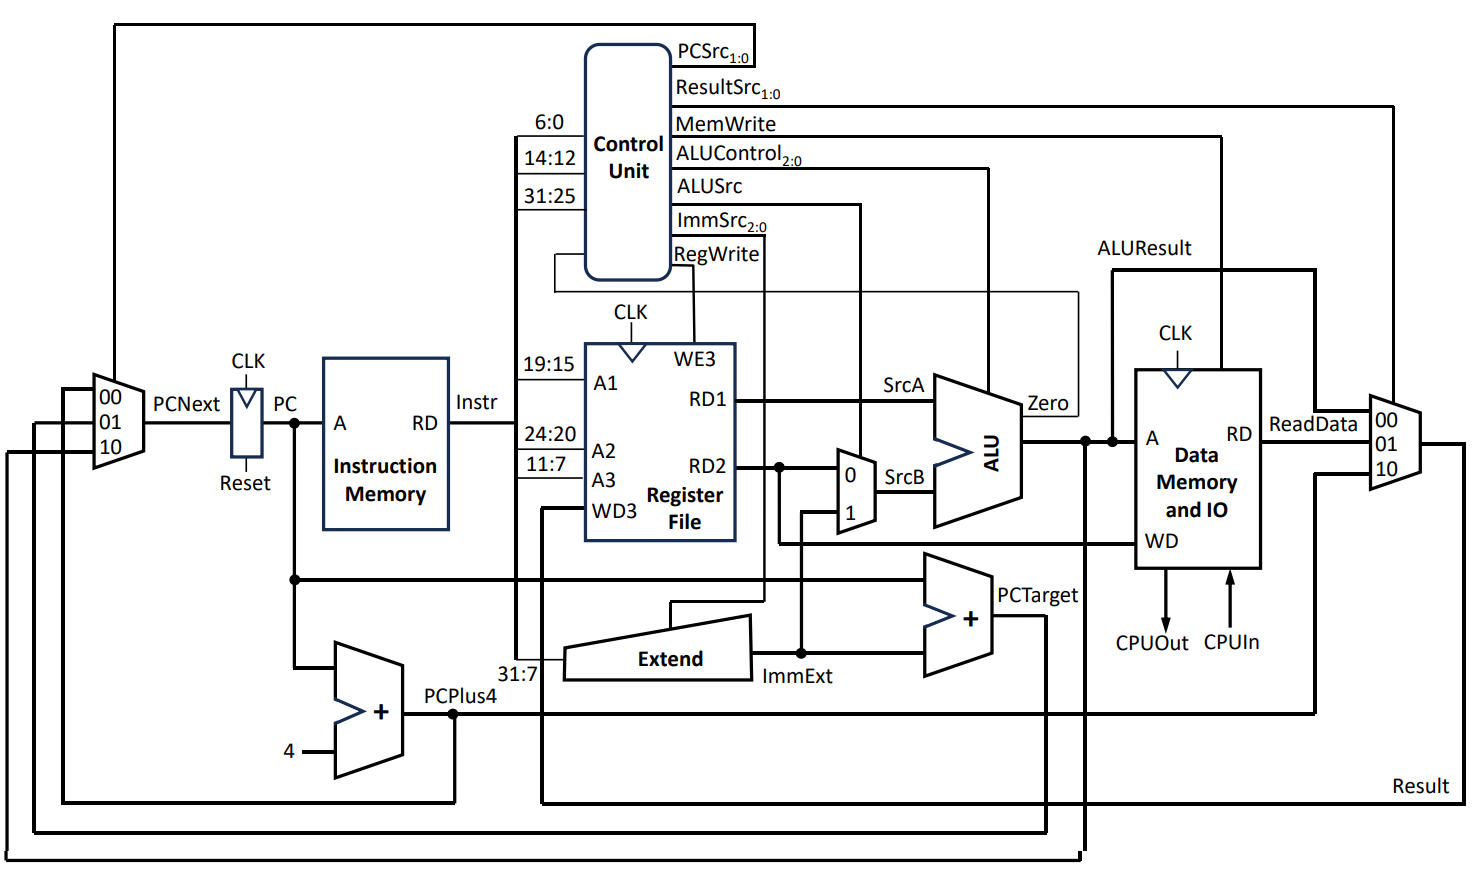 PCSrc1:0
ResultSrc1:0
MemWrite
ALUControl2:0
ALUSrc
ImmSrc2:0
RegWrite
Control
Unit
6:0
14:12
31:25
ALUResult
CLK
CLK
CLK
19:15
A1
WE3
RD1
SrcA
Zero
00
01
10
PCNext
PC
Reset
A
RD
Instruction
Memory
Instr
24:20
A2
11:7
A3
WD3
RD2
Register
File
0
1
SrcB
ALU
A
RD
Data
Memory
and IO
WD
ReadData
00
01
10
PCTarget
+
CPUOut
CPUIn
Extend
31:7
ImmExt
PCPlus4
+
4
Result